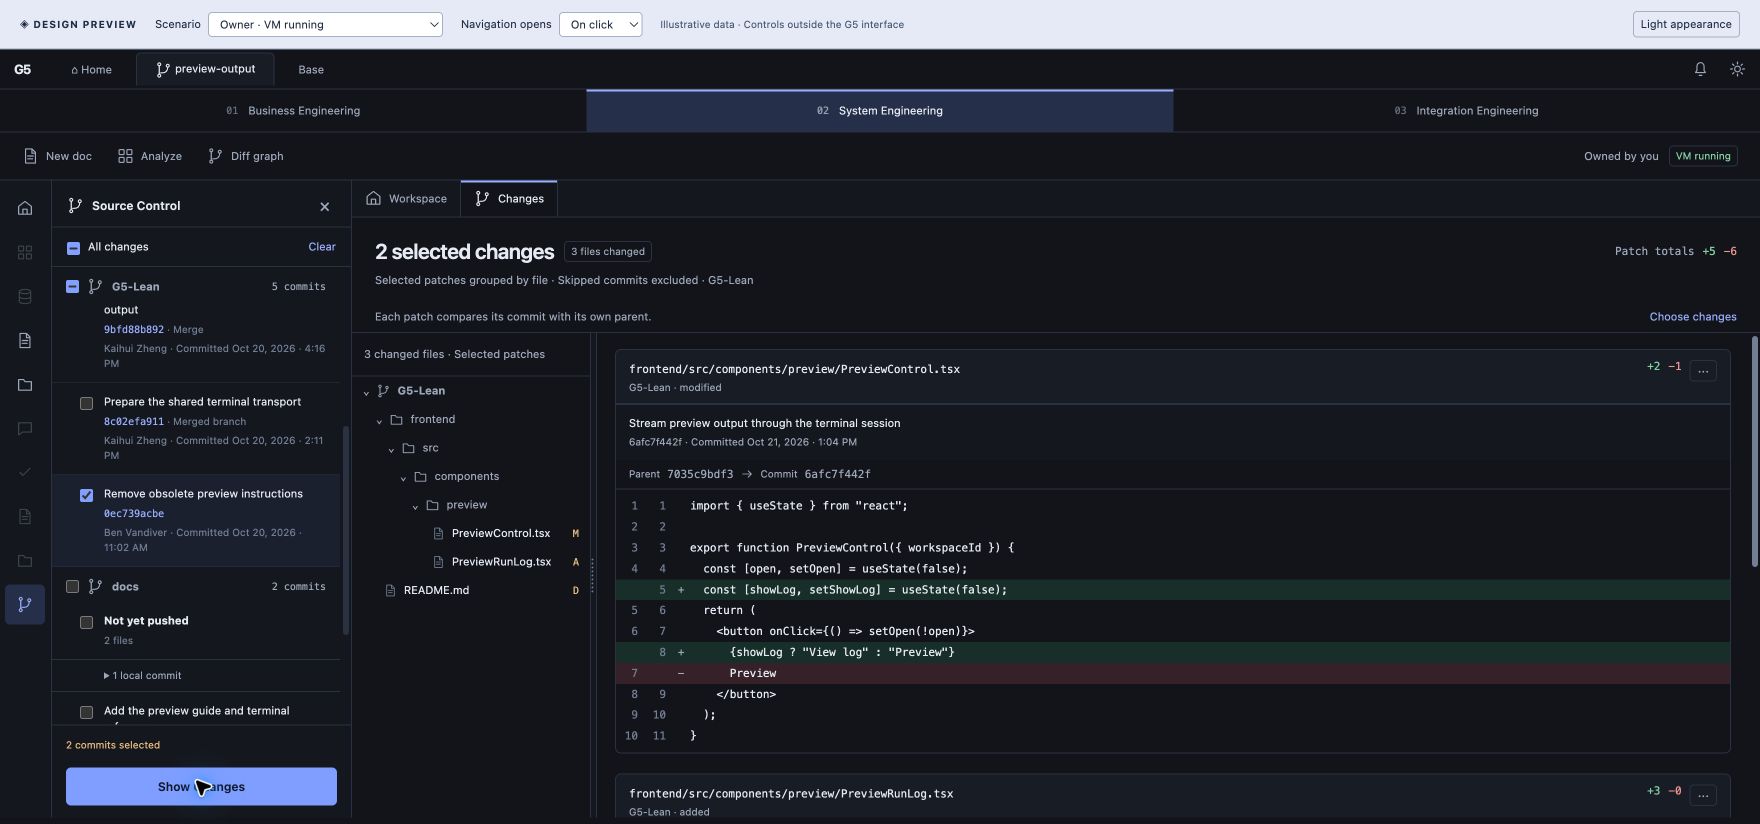 ◈ DESIGN PREVIEW Scenario Owner · VM running Navigation opens On click Illustrative data · Controls outside the G5 interface Light appearance
G5 Home preview-output Base
01 Business Engineering 02 System Engineering 03 Integration Engineering
New doc Analyze Diff graph Owned by you VM running
Source Control
All changes Clear
G5-Lean 5 commits
output
9bfd88b892 · Merge
Kaihui Zheng · Committed Oct 20, 2026 · 4:16
PM
Prepare the shared terminal transport
8c02efa911 · Merged branch
Kaihui Zheng · Committed Oct 20, 2026 · 2:11
PM
Remove obsolete preview instructions
0ec739acbe
Ben Vandiver · Committed Oct 20, 2026 ·
11:02 AM
docs 2 commits
Not yet pushed
2 files
1 local commit
Add the preview guide and terminal
2 commits selected
Show
Workspace Changes
2 selected changes 3 files changed Patch totals +5 −6
Selected patches grouped by file · Skipped commits excluded · G5-Lean
Each patch compares its commit with its own parent. Choose changes
3 changed files · Selected patches
G5-Lean
frontend
src
components
preview
PreviewControl.tsx M
PreviewRunLog.tsx A
README.md D
frontend/src/components/preview/PreviewControl.tsx +2 −1 ...
G5-Lean · modified
Stream preview output through the terminal session
6afc7f442f · Committed Oct 21, 2026 · 1:04 PM
Parent 7035c9bdf3 → Commit 6afc7f442f
1 1 import { useState } from "react";
2 2
3 3 export function PreviewControl({ workspaceId }) {
4 4 const [open, setOpen] = useState(false);
5 + const [showLog, setShowLog] = useState(false);
5 6 return (
6 7 <button onClick={() => setOpen(!open)}>
8 + {showLog ? "View log" : "Preview"}
7 − Preview
8 9 </button>
9 10 );
10 11 }
frontend/src/components/preview/PreviewRunLog.tsx +3 −0 ...
G5-Lean · added